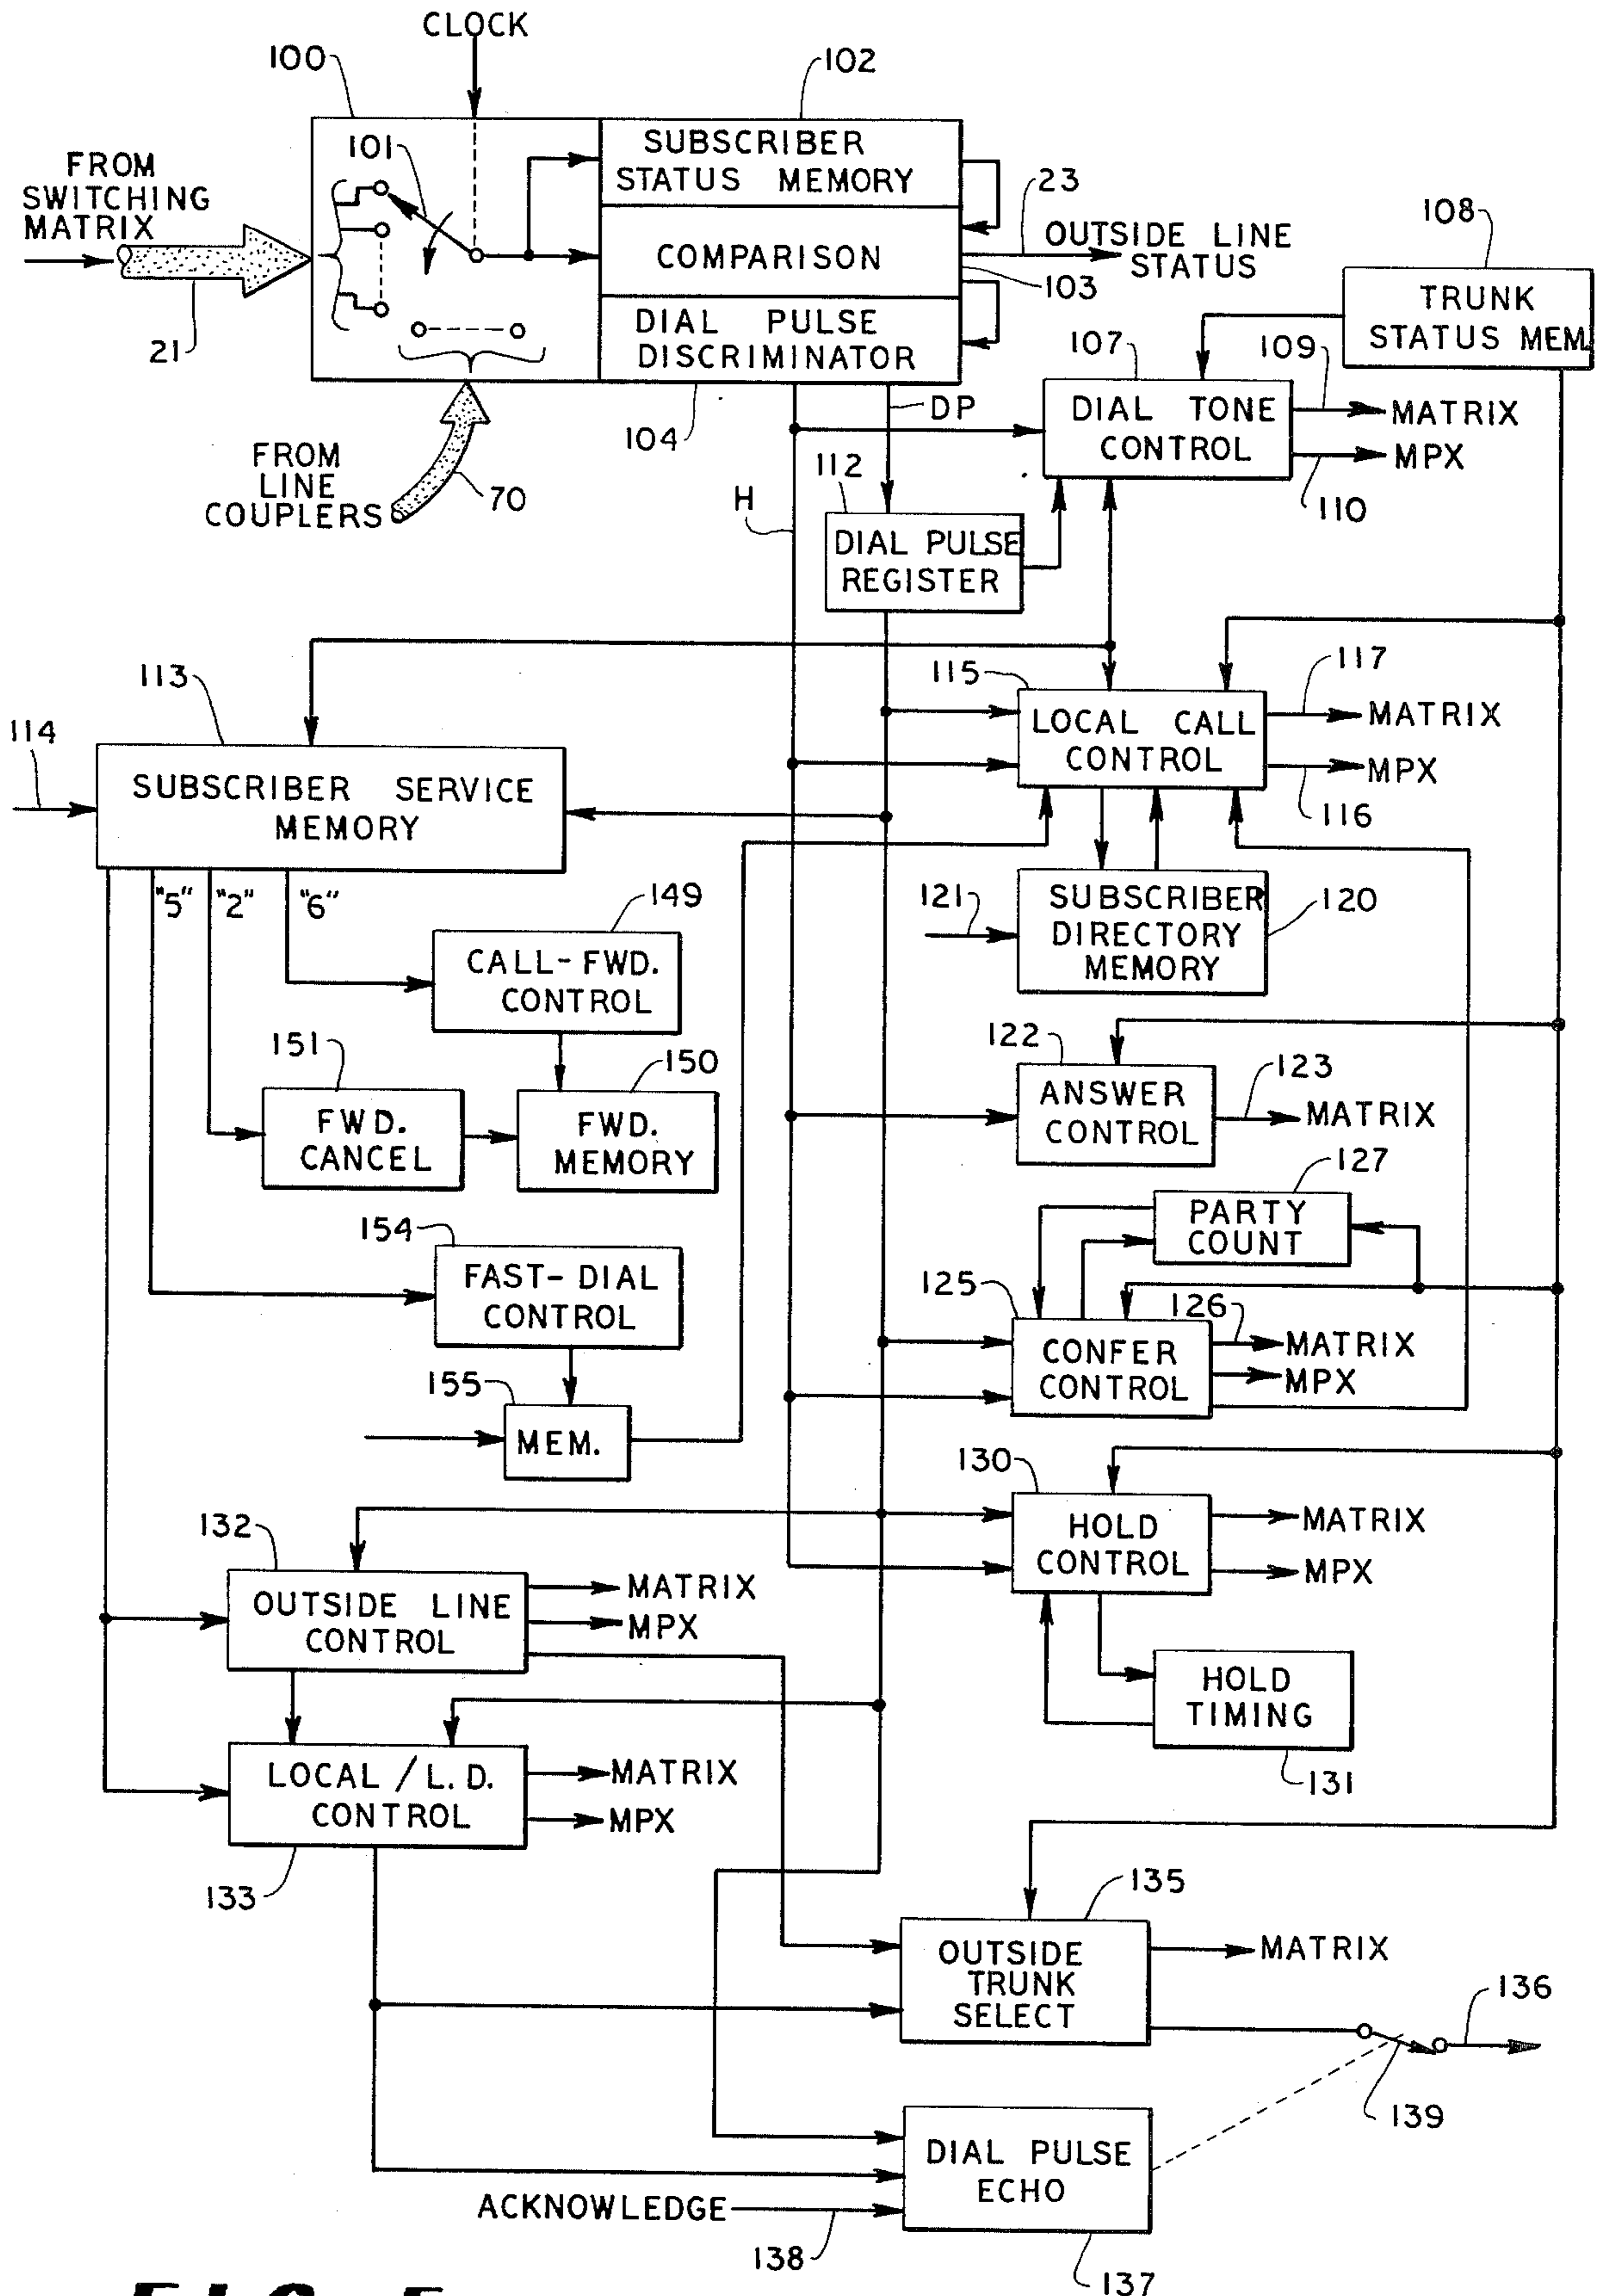 CLOCK
100
102
101
SUBSCRIBER
STATUS MEMORY
FROM
SWITCHING
MATRIX
23
108
COMPARISON
OUTSIDE LINE
STATUS
103
TRUNK
STATUS MEM.
21
DIAL PULSE
DISCRIMINATOR
107
109
DIAL TONE
CONTROL
MATRIX
MPX
110
104
DP
FROM
LINE
COUPLERS
70
112
H
DIAL PULSE
REGISTER
113
115
117
114
LOCAL CALL
CONTROL
MATRIX
MPX
116
SUBSCRIBER SERVICE
MEMORY
"5"
"2"
"6"
149
121
SUBSCRIBER
DIRECTORY
MEMORY
120
CALL-FWD.
CONTROL
151
150
122
123
FWD.
CANCEL
FWD.
MEMORY
ANSWER
CONTROL
MATRIX
127
PARTY
COUNT
154
FAST-DIAL
CONTROL
125
126
CONFER
CONTROL
MATRIX
MPX
155
MEM.
130
132
HOLD
CONTROL
MATRIX
MPX
OUTSIDE LINE
CONTROL
MATRIX
MPX
HOLD
TIMING
131
LOCAL/L.D.
CONTROL
MATRIX
MPX
133
135
OUTSIDE
TRUNK
SELECT
MATRIX
136
139
DIAL PULSE
ECHO
ACKNOWLEDGE
138
137